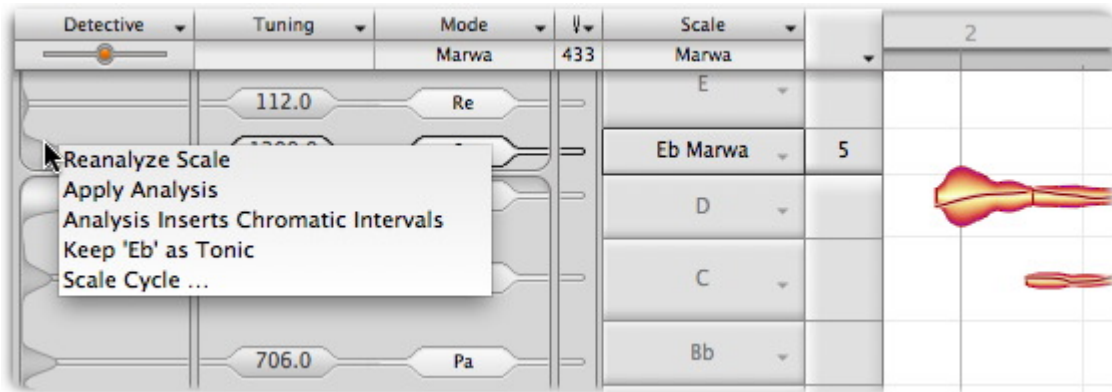 Detective Tuning Mode Scale 2
Marwa 433 Marwa
112.0 Re E
Eb Marwa 5
Reanalyze Scale
Apply Analysis
Analysis Inserts Chromatic Intervals
Keep 'Eb' as Tonic
Scale Cycle ...
D
C
706.0 Pa Bb